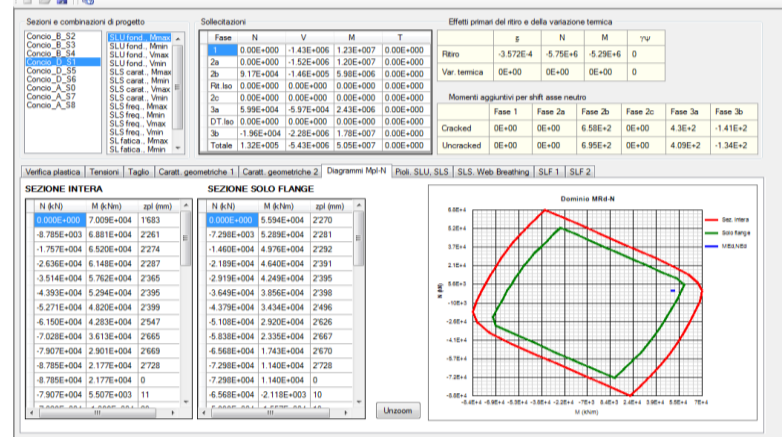 Sezioni e combinazioni di progetto
Concio_B_S2
Concio_B_S3
Concio_B_S4
Concio_D_S1
Concio_D_S5
Concio_D_S6
Concio_A_S0
Concio_A_S7
Concio_A_S8
SLU fond., Mmax
SLU fond., Mmin
SLU fond., Vmax
SLU fond., Vmin
SLS carat., Mmax
SLS carat., Mmin
SLS carat., Vmax
SLS carat., Vmin
SLS freq., Mmax
SLS freq., Mmin
SLS freq., Vmax
SLS freq., Vmin
SL fatica., Mmax
SL fatica., Mmin
Sollecitazioni
Fase N V M T
1 0.00E+000 -1.43E+006 1.23E+007 0.00E+000
2a 0.00E+000 -1.52E+006 1.20E+007 0.00E+000
2b 9.17E+004 -1.46E+005 5.98E+006 0.00E+000
Rit.Iso 0.00E+000 0.00E+000 0.00E+000 0.00E+000
2c 0.00E+000 0.00E+000 0.00E+000 0.00E+000
3a 5.99E+004 -5.97E+004 2.43E+006 0.00E+000
DT.Iso 0.00E+000 0.00E+000 0.00E+000 0.00E+000
3b -1.96E+004 -2.28E+006 1.78E+007 0.00E+000
Totale 1.32E+005 -5.43E+006 5.05E+007 0.00E+000
Effetti primari del ritiro e della variazione termica
N M γψ
Ritiro -3.572E-4 -5.75E+6 -5.29E+6 0
Var. termica 0E+00 0E+00 0E+00 0
Momenti aggiuntivi per shift asse neutro
Fase 1 Fase 2a Fase 2b Fase 2c Fase 3a Fase 3b
Cracked 0E+00 0E+00 6.58E+2 0E+00 4.3E+2 -1.41E+2
Uncracked 0E+00 0E+00 6.95E+2 0E+00 4.09E+2 -1.34E+2
Verifica plastica Tensioni Taglio Caratt. geometriche 1 Caratt. geometriche 2 Diagrammi Mpl-N Pioli. SLU, SLS SLS. Web Breathing SLF 1 SLF 2
SEZIONE INTERA
N (kN) M (kNm) zpl (mm)
0.000E+000 7.009E+004 1'683
-8.785E+003 6.881E+004 2'261
-1.757E+004 6.520E+004 2'274
-2.636E+004 6.148E+004 2'287
-3.514E+004 5.762E+004 2'365
-4.393E+004 5.294E+004 2'395
-5.271E+004 4.820E+004 2'399
-6.150E+004 4.283E+004 2'547
-7.028E+004 3.613E+004 2'665
-7.907E+004 2.901E+004 2'669
-8.785E+004 2.177E+004 2'728
-8.785E+004 2.177E+004 0
-7.907E+004 5.507E+003 11
SEZIONE SOLO FLANGE
N (kN) M (kNm) zpl (mm)
0.000E+000 5.594E+004 2'270
-7.298E+003 5.289E+004 2'281
-1.460E+004 4.976E+004 2'292
-2.189E+004 4.640E+004 2'391
-2.919E+004 4.249E+004 2'395
-3.649E+004 3.856E+004 2'398
-4.379E+004 3.434E+004 2'496
-5.108E+004 2.920E+004 2'626
-5.838E+004 2.335E+004 2'667
-6.568E+004 1.743E+004 2'670
-7.298E+004 1.140E+004 2'728
-7.298E+004 1.140E+004 0
-6.568E+004 -2.118E+003 10
Unzoom
Dominio MRd-N
N (kN)
M (kNm)
Sez. intera
Solo flange
MEd,NEd